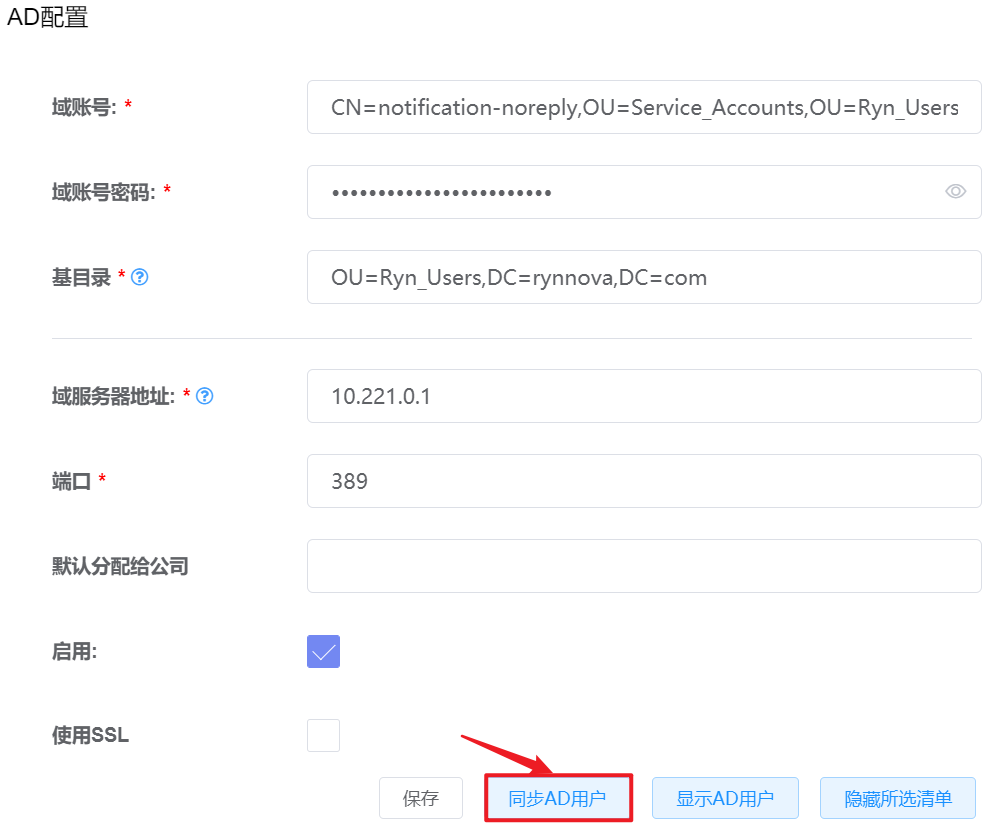 AD配置
域账号: * CN=notification-noreply,OU=Service_Accounts,OU=Ryn_Users
域账号密码: * ••••••••••••••••••••••••
基目录 * ? OU=Ryn_Users,DC=rynnova,DC=com
域服务器地址: * ? 10.221.0.1
端口 * 389
默认分配给公司
启用:
使用SSL
保存 同步AD用户 显示AD用户 隐藏所选清单